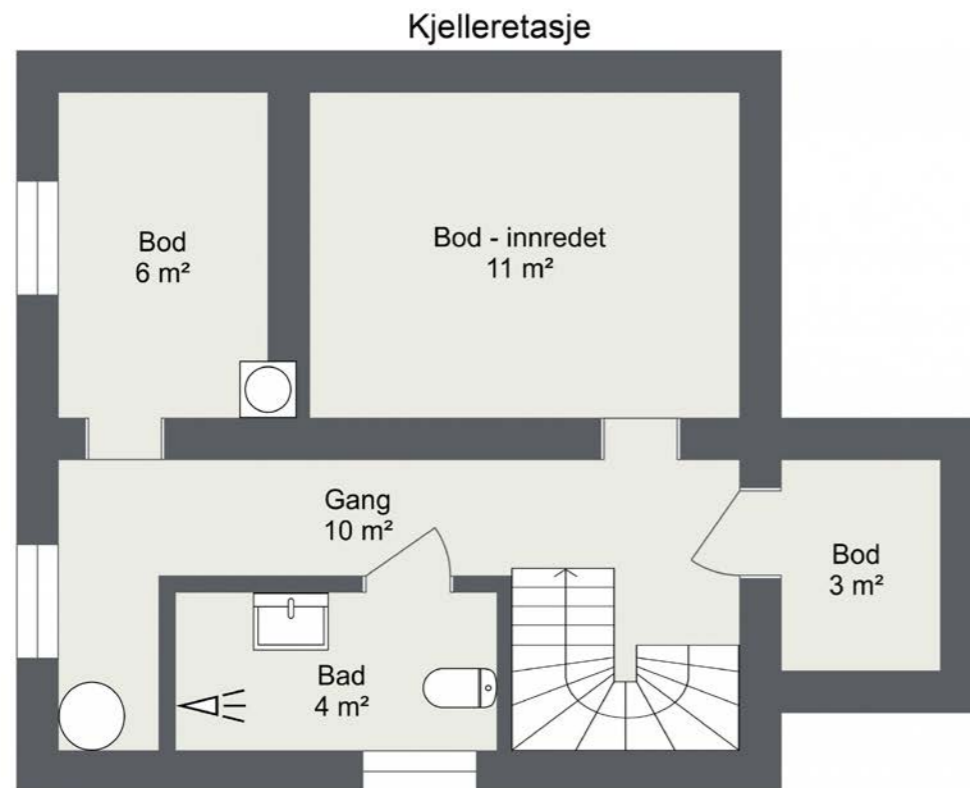 Kjelleretasje
Bod
6 m²
Bod - innredet
11 m²
Gang
10 m²
Bod
3 m²
Bad
4 m²